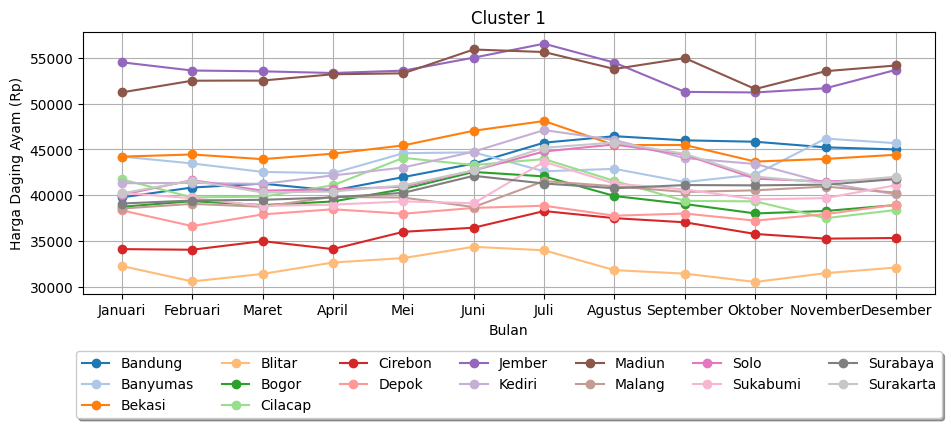 Cluster 1
Harga Daging Ayam (Rp)
55000
50000
45000
40000
35000
30000
Januari Februari Maret April Mei Juni Juli Agustus September Oktober November Desember
Bulan
Bandung Blitar Cirebon Jember Madiun Solo Surabaya
Banyumas Bogor Depok Kediri Malang Sukabumi Surakarta
Bekasi Cilacap